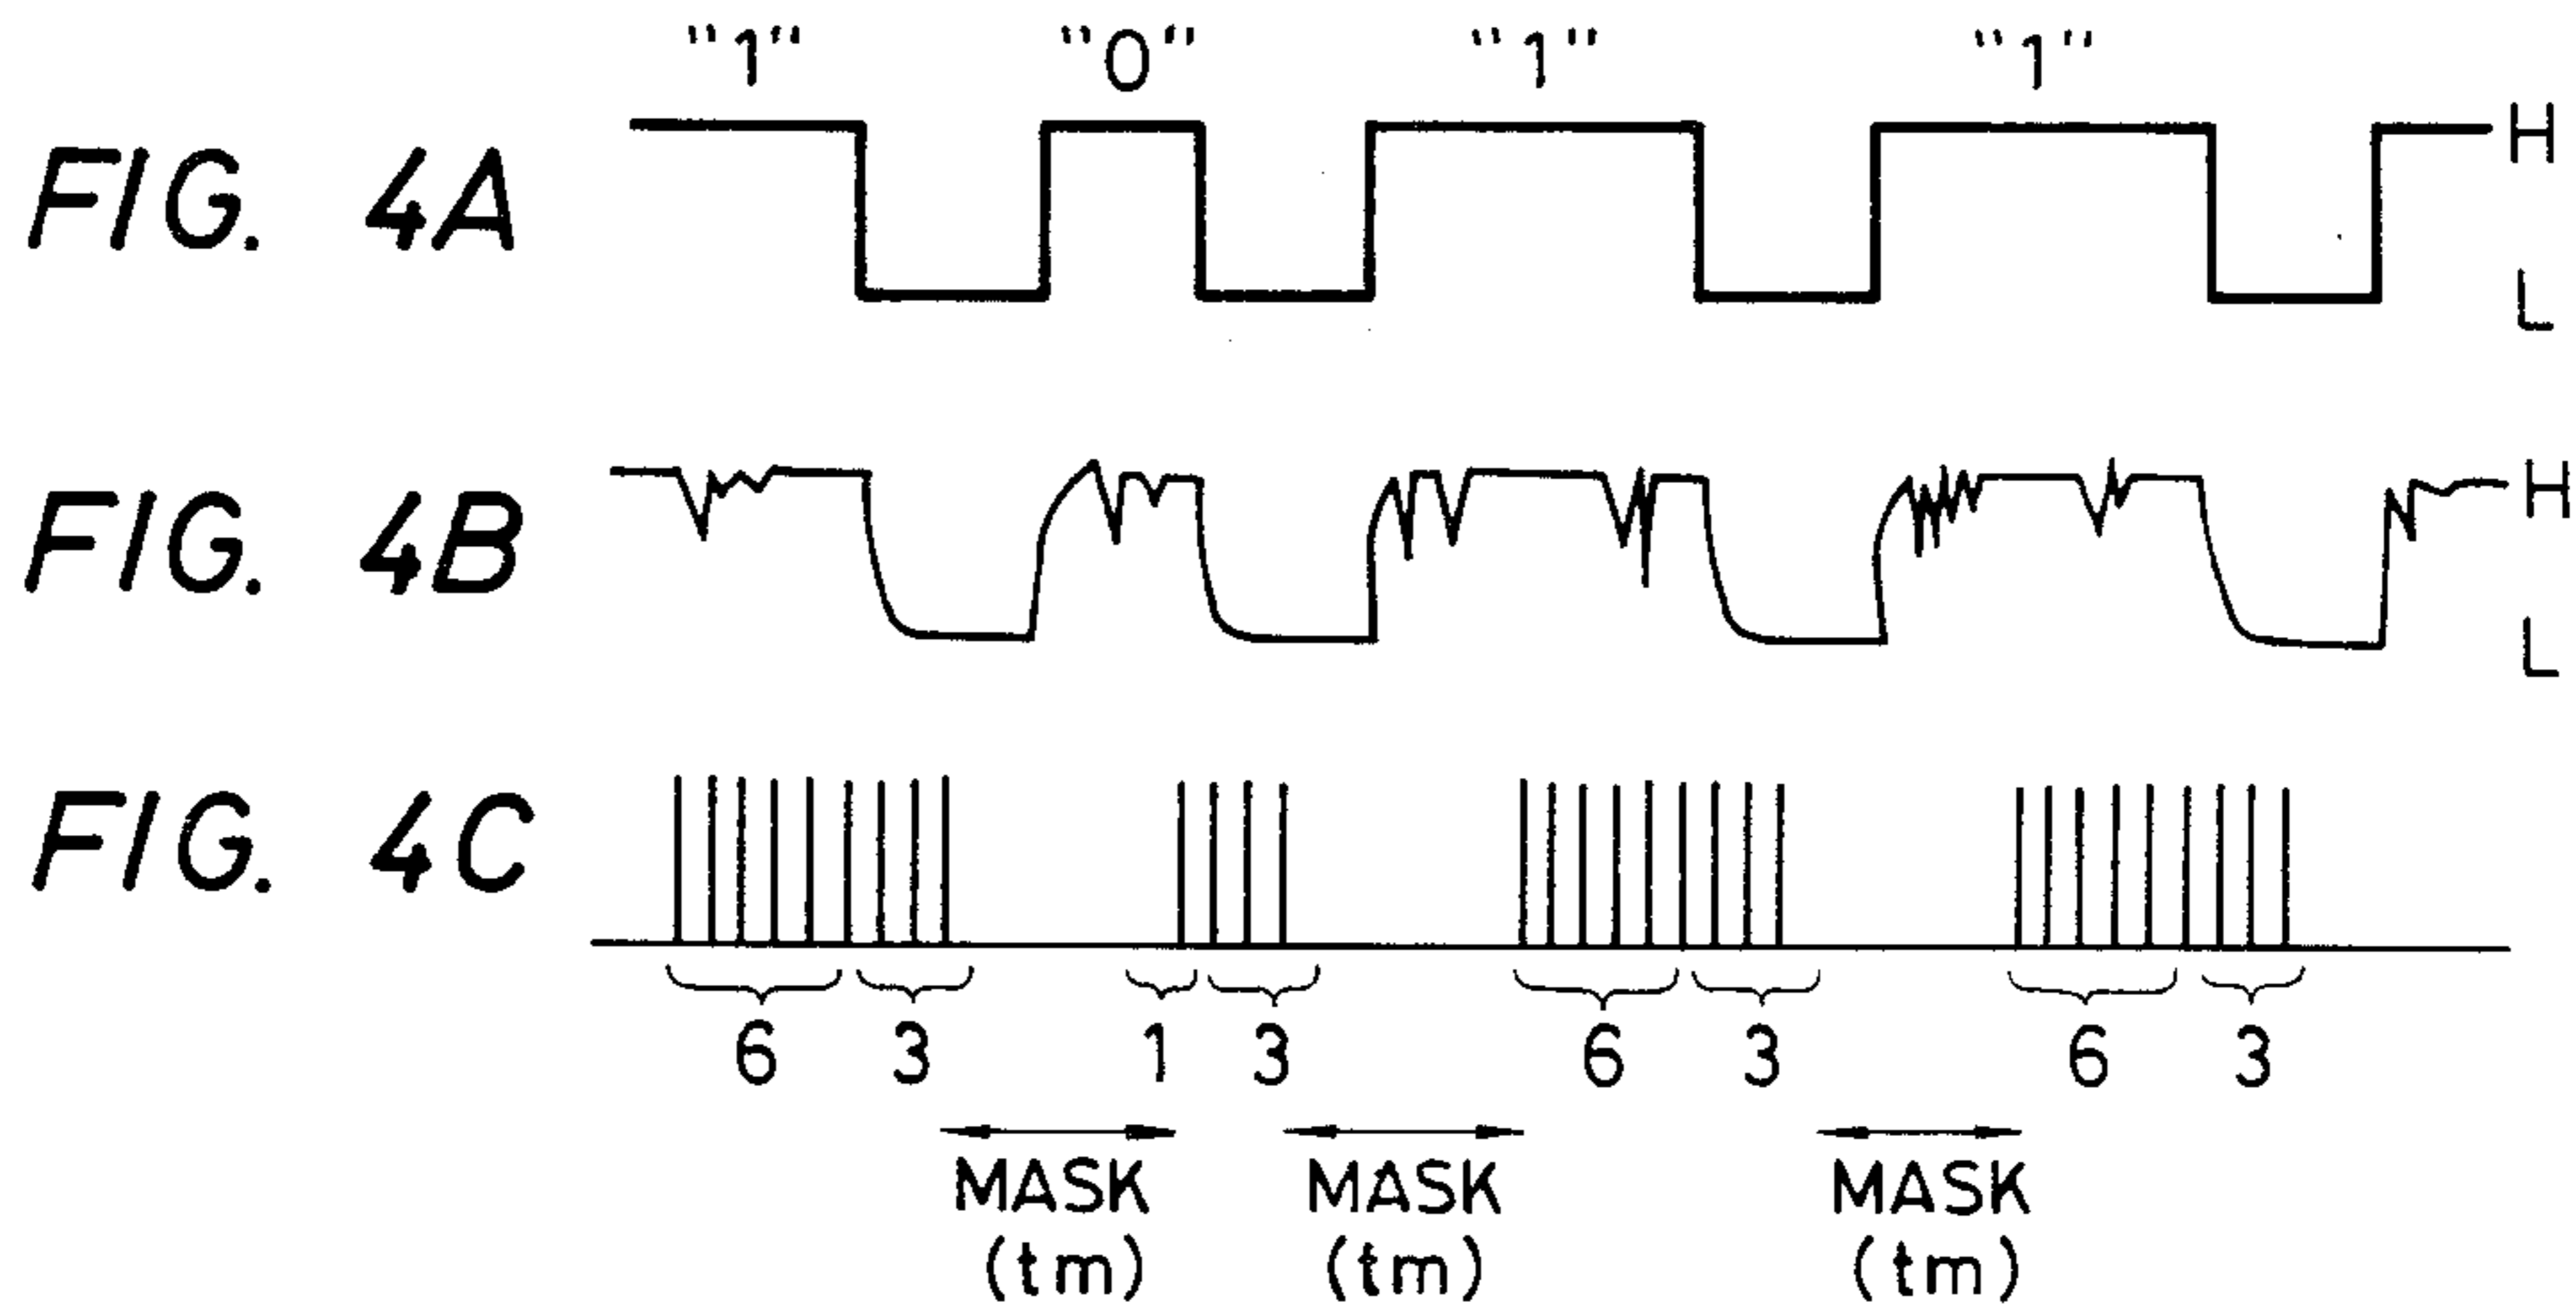 "1" "0" "1" "1"
FIG. 4A H
L
FIG. 4B H
L
FIG. 4C
6 3 1 3 6 3 6 3
MASK MASK MASK
(tm) (tm) (tm)